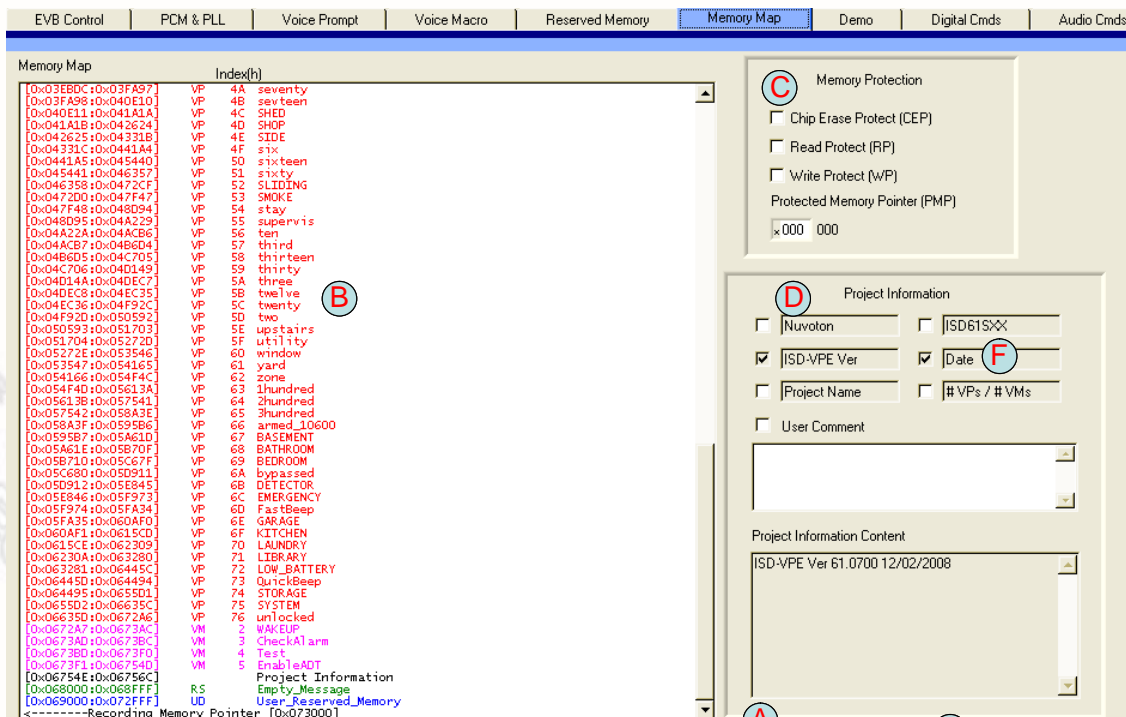 EVB Control PCM & PLL Voice Prompt Voice Macro Reserved Memory Memory Map Demo Digital Cmds Audio Cmds
Memory Map
Index(h)
[0x03EBDC:0x03FA97] VP 4A seventy
[0x03FA98:0x040E10] VP 4B sevteen
[0x040E11:0x041A1A] VP 4C SHED
[0x041A1B:0x042624] VP 4D SHOP
[0x042625:0x04331B] VP 4E SIDE
[0x04331C:0x0441A4] VP 4F six
[0x0441A5:0x045440] VP 50 sixteen
[0x045441:0x046357] VP 51 sixty
[0x046358:0x0472CF] VP 52 SLIDING
[0x0472D0:0x047F47] VP 53 SMOKE
[0x047F48:0x048D94] VP 54 stay
[0x048D95:0x04A229] VP 55 supervis
[0x04A22A:0x04ACB6] VP 56 ten
[0x04ACB7:0x04B6D4] VP 57 third
[0x04B6D5:0x04C705] VP 58 thirteen
[0x04C706:0x04D149] VP 59 thirty
[0x04D14A:0x04DEC7] VP 5A three
[0x04DEC8:0x04EC35] VP 5B twelve
[0x04EC36:0x04F92C] VP 5C twenty
[0x04F92D:0x050592] VP 5D two
[0x050593:0x051703] VP 5E upstairs
[0x051704:0x05272D] VP 5F utility
[0x05272E:0x053546] VP 60 window
[0x053547:0x054165] VP 61 yard
[0x054166:0x054F4C] VP 62 zone
[0x054F4D:0x05613A] VP 63 1hundred
[0x05613B:0x057541] VP 64 2hundred
[0x057542:0x058A3E] VP 65 3hundred
[0x058A3F:0x0595B6] VP 66 armed_10600
[0x0595B7:0x05A61D] VP 67 BASEMENT
[0x05A61E:0x05B70F] VP 68 BATHROOM
[0x05B710:0x05C67F] VP 69 BEDROOM
[0x05C680:0x05D911] VP 6A bypassed
[0x05D912:0x05E845] VP 6B DETECTOR
[0x05E846:0x05F973] VP 6C EMERGENCY
[0x05F974:0x05FA34] VP 6D FastBeep
[0x05FA35:0x060AF0] VP 6E GARAGE
[0x060AF1:0x0615CD] VP 6F KITCHEN
[0x0615CE:0x062309] VP 70 LAUNDRY
[0x06230A:0x063280] VP 71 LIBRARY
[0x063281:0x06445C] VP 72 LOW_BATTERY
[0x06445D:0x064494] VP 73 QuickBeep
[0x064495:0x0655D1] VP 74 STORAGE
[0x0655D2:0x06635C] VP 75 SYSTEM
[0x06635D:0x0672A6] VP 76 unlocked
[0x0672A7:0x0673AC] VM 2 WAKEUP
[0x0673AD:0x0673BC] VM 3 CheckAlarm
[0x0673BD:0x0673F0] VM 4 Test
[0x0673F1:0x06754D] VM 5 EnableADT
[0x06754E:0x06756C] Project Information
[0x068000:0x068FFF] RS Empty_Message
[0x069000:0x072FFF] UD User_Reserved_Memory
<--------Recording Memory Pointer [0x073000]
B
C Memory Protection
Chip Erase Protect (CEP)
Read Protect (RP)
Write Protect (WP)
Protected Memory Pointer (PMP)
x 000 000
D Project Information
Nuvoton ISD61SXX
ISD-VPE Ver Date F
Project Name # VPs / # VMs
User Comment
Project Information Content
ISD-VPE Ver 61.0700 12/02/2008
A